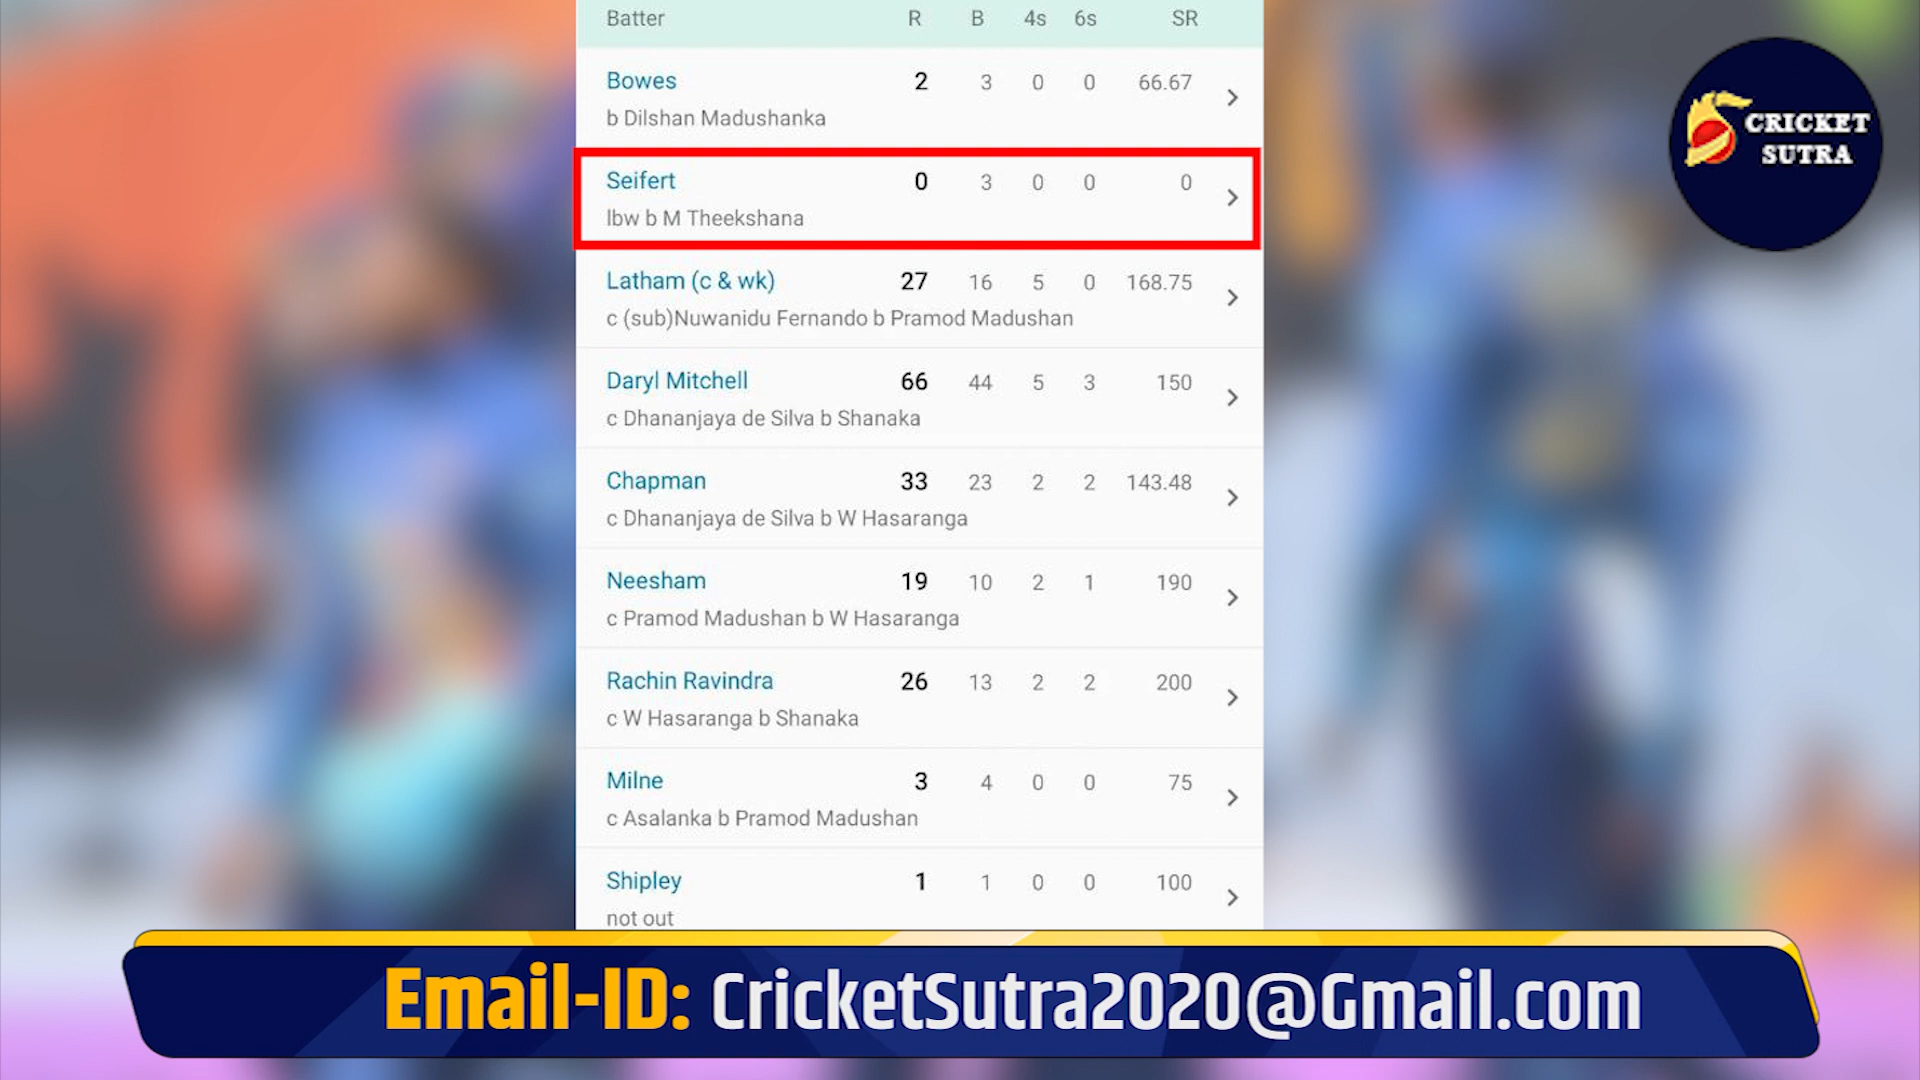 Batter R B 4s 6s SR
Bowes 2 3 0 0 66.67
b Dilshan Madushanka
CRICKET
SUTRA
Seifert 0 3 0 0 0
lbw b M Theekshana
Latham (c & wk) 27 16 5 0 168.75
c (sub)Nuwanidu Fernando b Pramod Madushan
Daryl Mitchell 66 44 5 3 150
c Dhananjaya de Silva b Shanaka
Chapman 33 23 2 2 143.48
c Dhananjaya de Silva b W Hasaranga
Neesham 19 10 2 1 190
c Pramod Madushan b W Hasaranga
Rachin Ravindra 26 13 2 2 200
c W Hasaranga b Shanaka
Milne 3 4 0 0 75
c Asalanka b Pramod Madushan
Shipley 1 1 0 0 100
not out
Email-ID: CricketSutra2020@Gmail.com